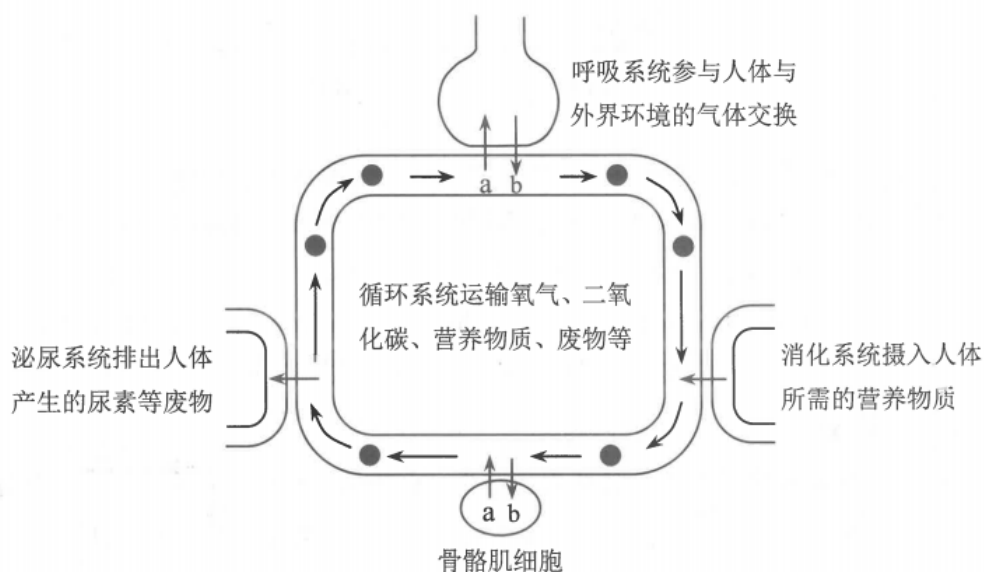 呼吸系统参与人体与
外界环境的气体交换
a b
循环系统运输氧气、二氧
化碳、营养物质、废物等
泌尿系统排出人体
产生的尿素等废物
消化系统摄入人体
所需的营养物质
a b
骨骼肌细胞